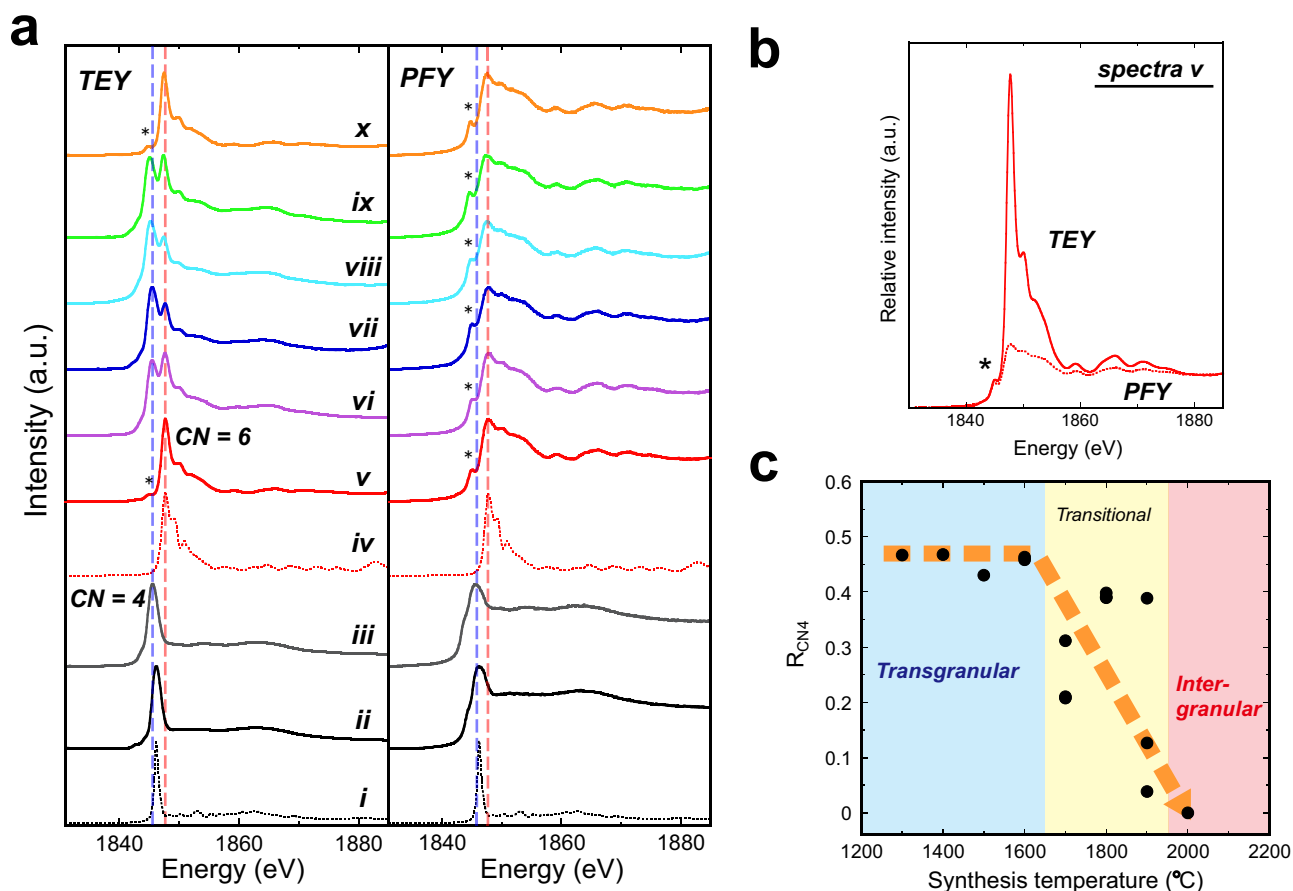 a
TEY
PFY
*
*
x
*
ix
*
viii
*
vii
*
vi
CN = 6
*
*
v
iv
CN = 4
iii
ii
i
Intensity (a.u.)
1840 1860 1880
1840 1860 1880
Energy (eV)
Energy (eV)
b
spectra v
Relative intensity (a.u.)
TEY
*
PFY
1840 1860 1880
Energy (eV)
c
0.6
0.5
0.4
0.3
0.2
0.1
0
R_CN4
Transitional
Transgranular
Inter-
granular
1200 1400 1600 1800 2000 2200
Synthesis temperature (°C)